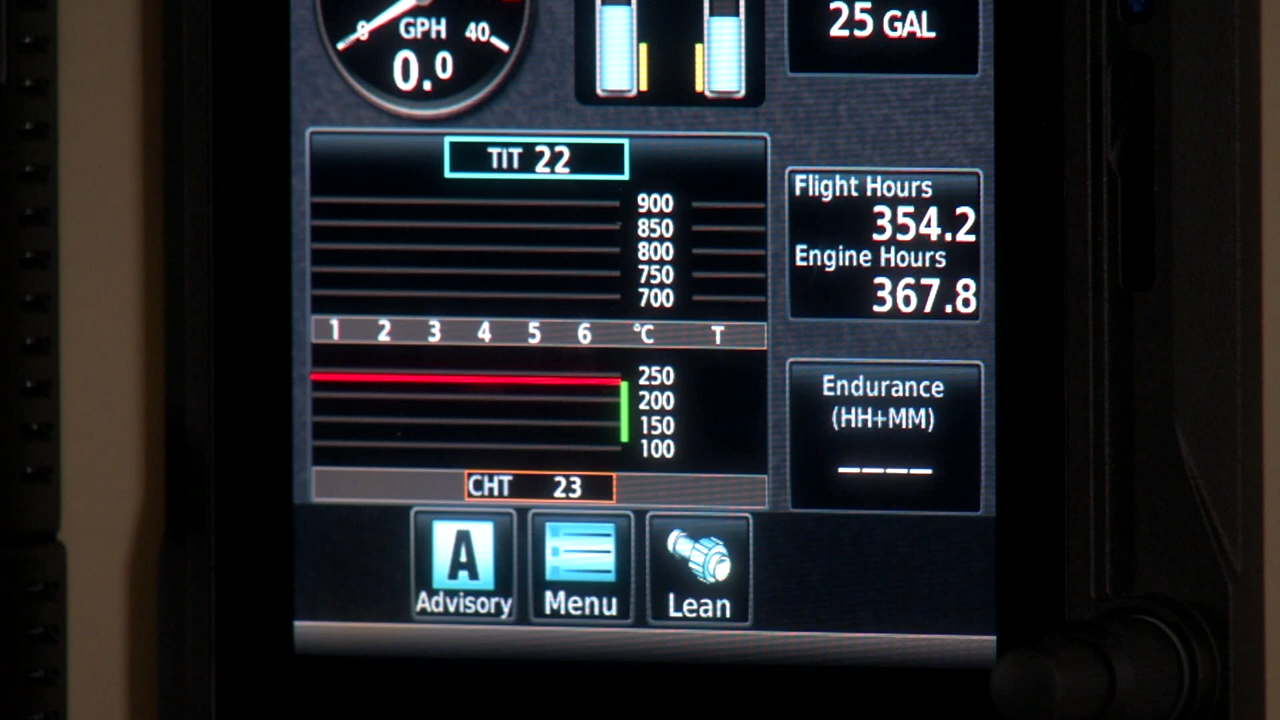 0 GPH 40
0.0
25 GAL
TIT 22
900
850
800
750
700
1 2 3 4 5 6 °C T
250
200
150
100
CHT 23
Flight Hours
354.2
Engine Hours
367.8
Endurance
(HH+MM)
----
A
Advisory
Menu
Lean